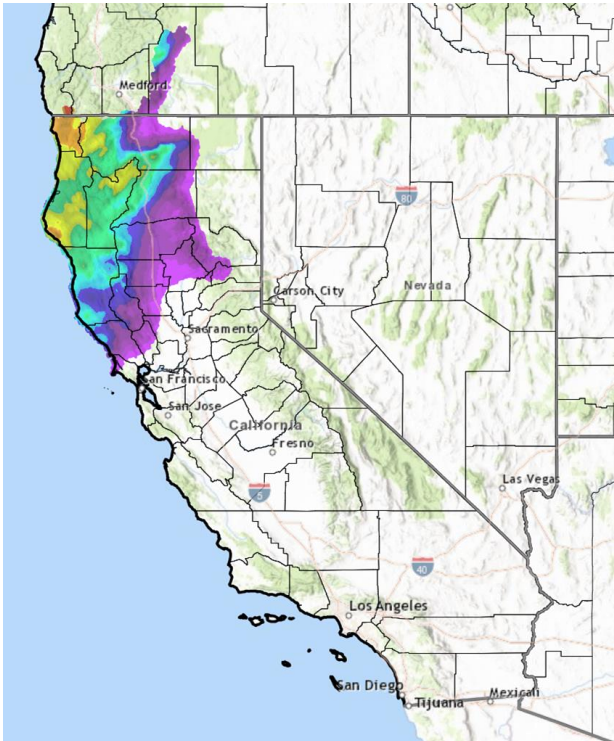 Medford
80
Nevada
Carson City
Sacramento
San Francisco
San Jose
California
Fresno
5
Las Vegas
40
Los Angeles
San Diego
Tijuana
Mexicali